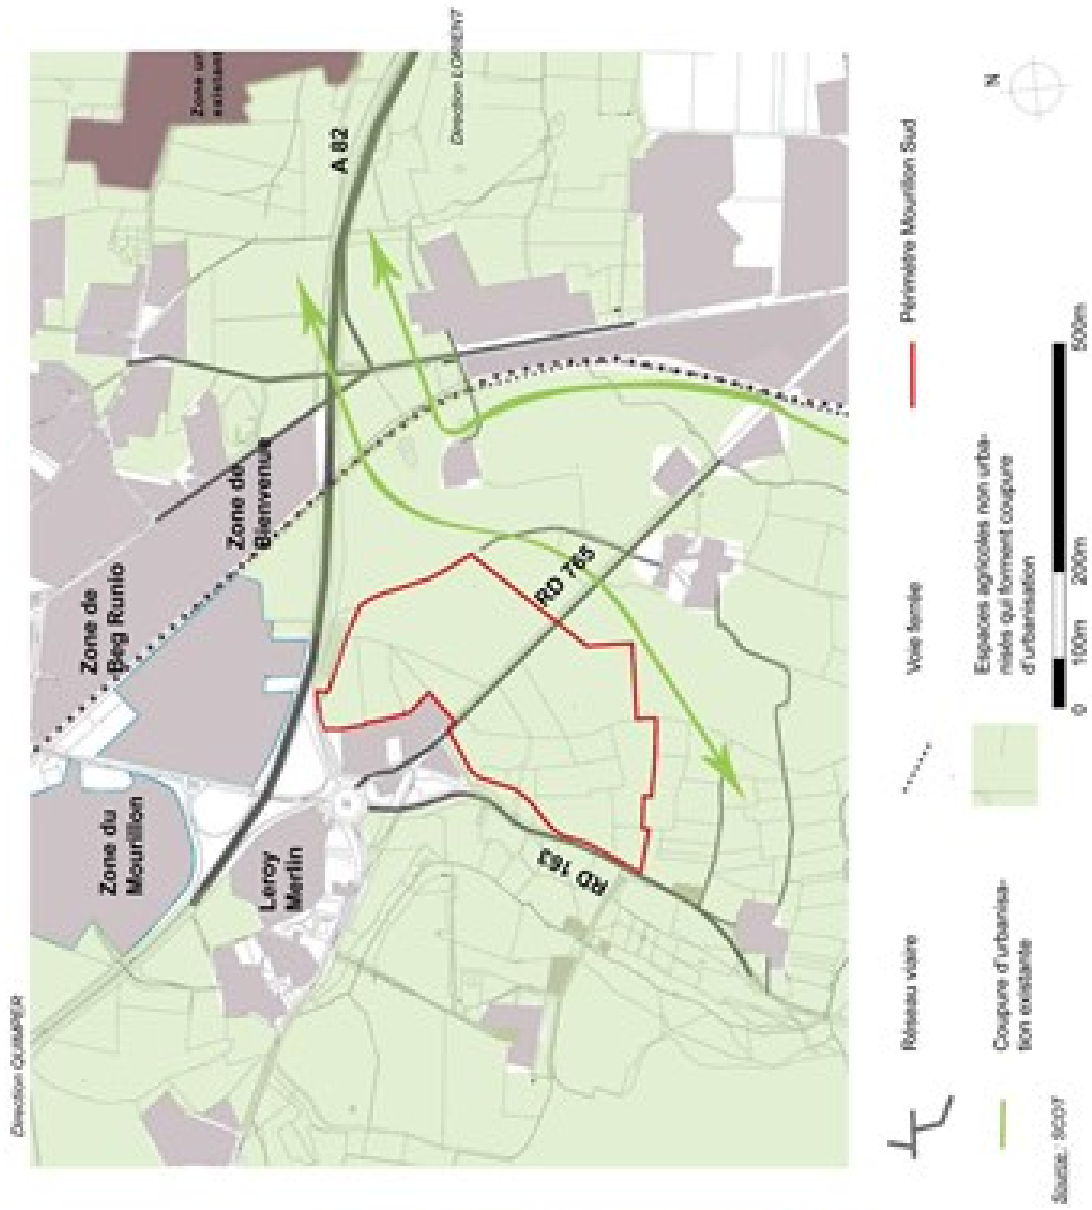 Direction QUIMPER
Direction LORIENT
Zone du
Mourillon
Zone de
Beg Runio
Zone de
Bienvenue
A 82
Leroy
Merlin
RD 163
RD 765
Réseau viaire
Voie ferrée
Périmètre Mourillon Sud
Coupure d'urbanisa-
tion existante
Espaces agricoles non urba-
nisés qui forment coupure
d'urbanisation
N
Source : SCOT
0 100m 200m 500m